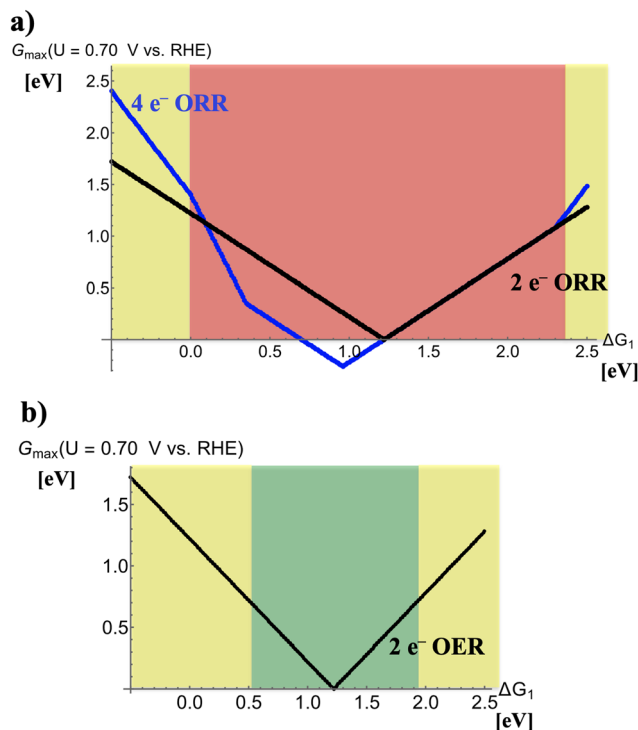 a)
G_max(U = 0.70 V vs. RHE)
[eV]
2.5
4 e⁻ ORR
2.0
1.5
1.0
2 e⁻ ORR
0.5
0.0 0.5 1.0 1.5 2.0 2.5 ΔG₁
[eV]
b)
G_max(U = 0.70 V vs. RHE)
[eV]
1.5
1.0
0.5
2 e⁻ OER
0.0 0.5 1.0 1.5 2.0 2.5 ΔG₁
[eV]